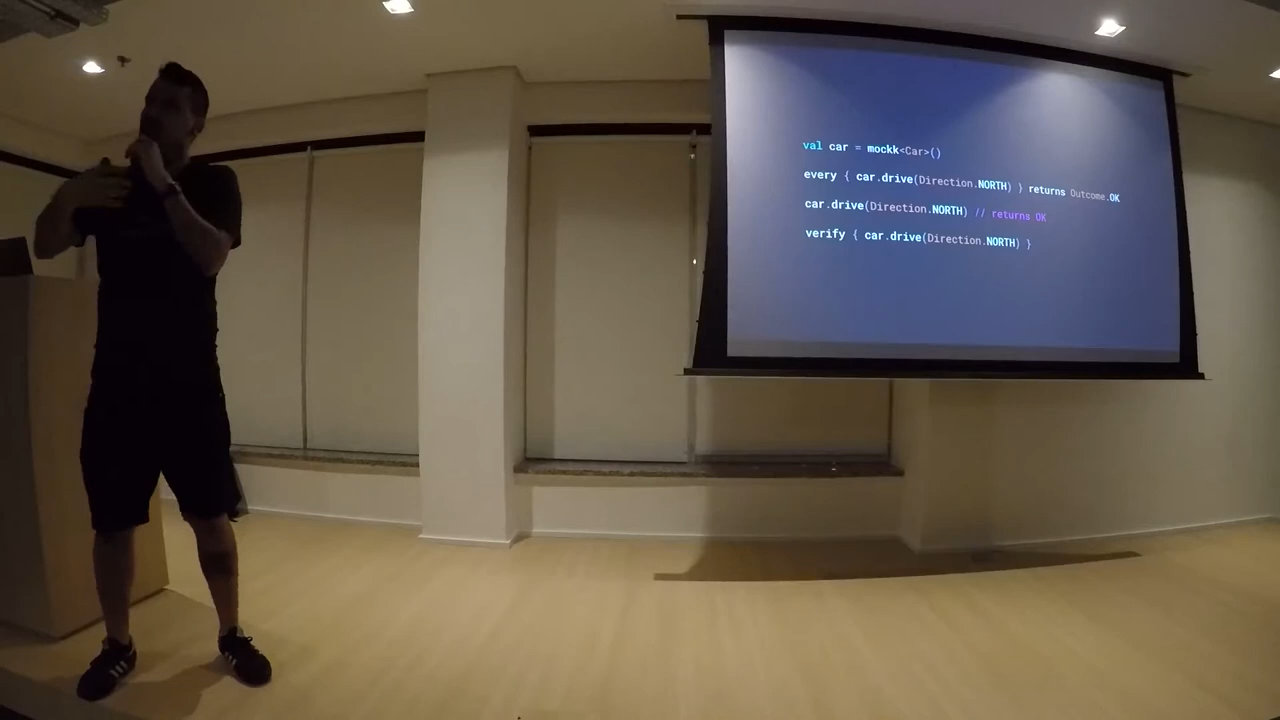 val car = mockk<Car>()
every { car.drive(Direction.NORTH) } returns Outcome.OK
car.drive(Direction.NORTH) // returns OK
verify { car.drive(Direction.NORTH) }